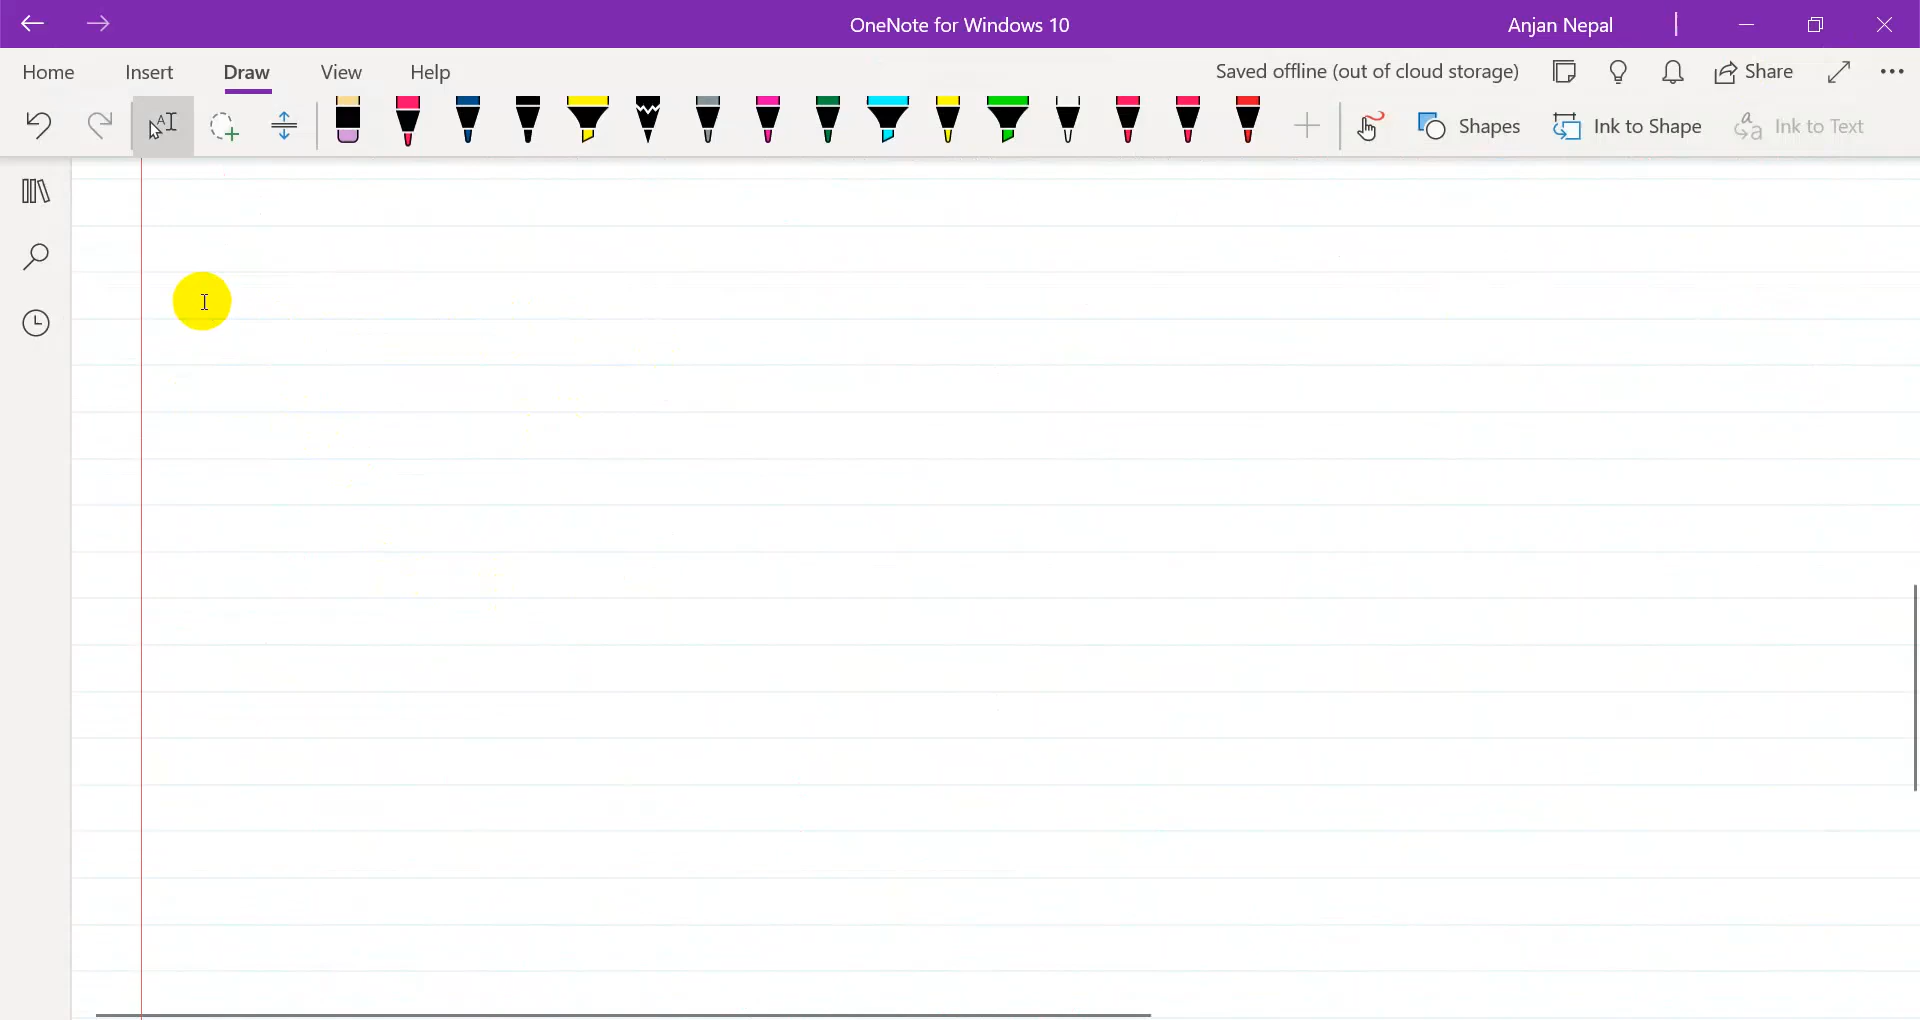 OneNote for Windows 10
Anjan Nepal
Home Insert Draw View Help
Saved offline (out of cloud storage)
Share
Shapes
Ink to Shape
Ink to Text